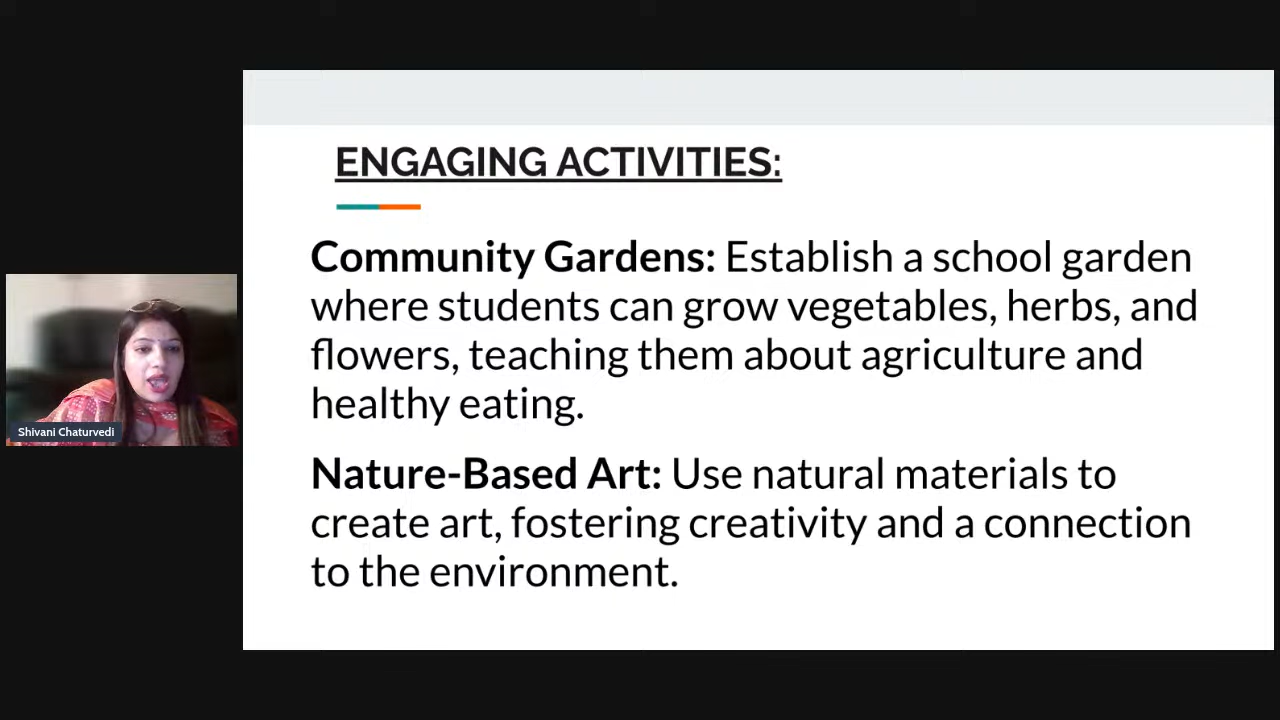 ENGAGING ACTIVITIES:
Community Gardens: Establish a school garden
where students can grow vegetables, herbs, and
flowers, teaching them about agriculture and
healthy eating.
Nature-Based Art: Use natural materials to
create art, fostering creativity and a connection
to the environment.
Shivani Chaturvedi